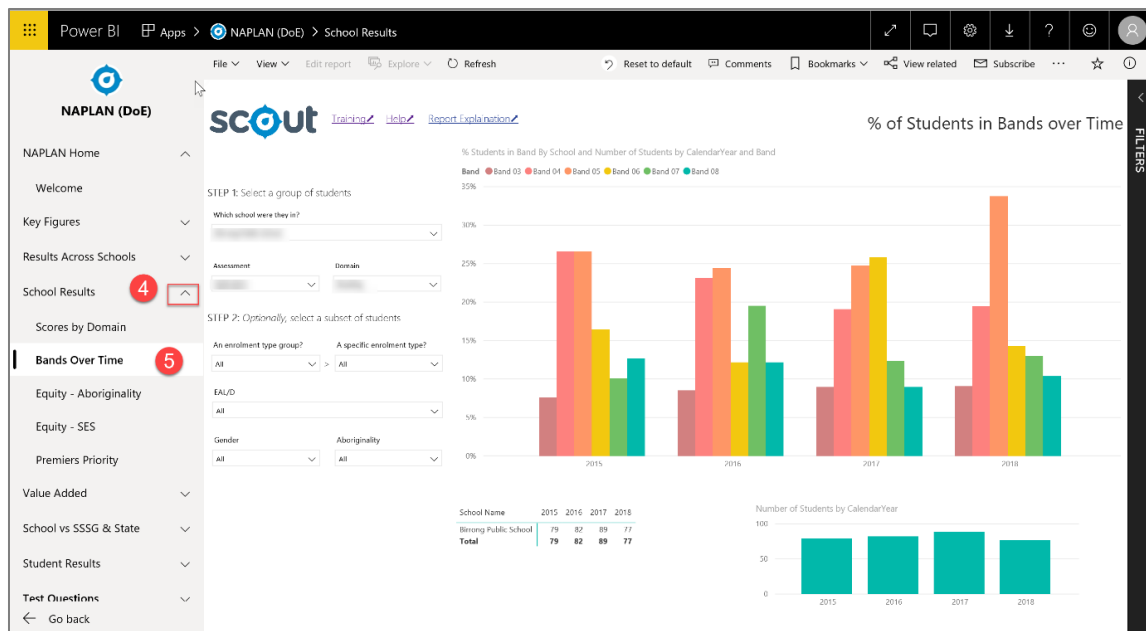 Power BI Apps > NAPLAN (DoE) > School Results
File View Edit report Explore Refresh Reset to default Comments Bookmarks View related Subscribe
NAPLAN (DoE)
NAPLAN Home
Welcome
Key Figures
Results Across Schools
School Results
4
Scores by Domain
Bands Over Time
5
Equity - Aboriginality
Equity - SES
Premiers Priority
Value Added
School vs SSSG & State
Student Results
Test Questions
Go back
scout Training Help Report Explaination
% of Students in Bands over Time
FILTERS
STEP 1: Select a group of students
Which school were they in?
Assessment Domain
STEP 2: Optionally, select a subset of students
An enrolment type group? A specific enrolment type?
All > All
EAL/D
All
Gender Aboriginality
All All
% Students in Band By School and Number of Students by CalendarYear and Band
Band Band 03 Band 04 Band 05 Band 06 Band 07 Band 08
35%
30%
25%
20%
15%
10%
5%
0%
2015 2016 2017 2018
School Name 2015 2016 2017 2018
Birrong Public School 79 82 89 77
Total 79 82 89 77
Number of Students by CalendarYear
100
50
0
2015 2016 2017 2018